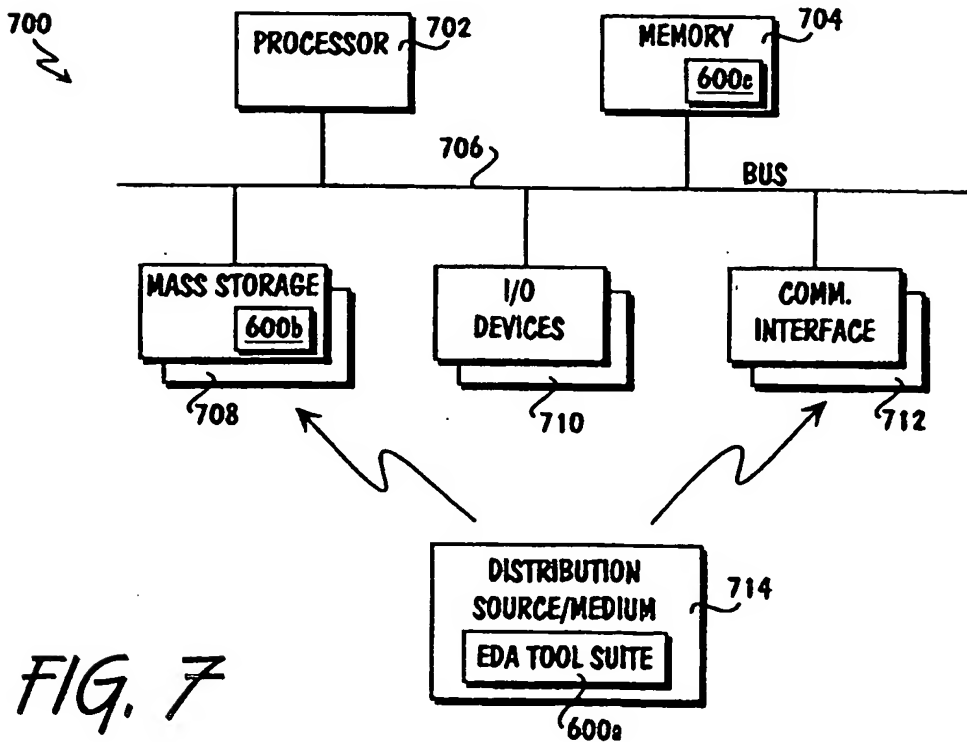 700
PROCESSOR
702
MEMORY
704
600c
706
BUS
MASS STORAGE
600b
708
I/O
DEVICES
710
COMM.
INTERFACE
712
DISTRIBUTION
SOURCE/MEDIUM
714
EDA TOOL SUITE
600a
FIG. 7